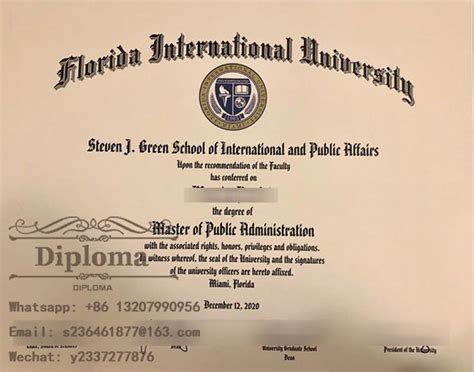 Florida International University
Steven J. Green School of International and Public Affairs
Upon the recommendation of the Faculty
has conferred on
the degree of
Master of Public Administration
with the associated rights, honors, privileges and obligations.
witness whereof, the seal of the University and the signatures
of the university officers are hereto affixed.
Miami, Florida
December 12, 2020
Diploma
DIPLOMA
Whatsapp: +86 13207990956
Email: s236461877@163.com
Wechat: y2337277876
University Graduate School
Dean
President of the University